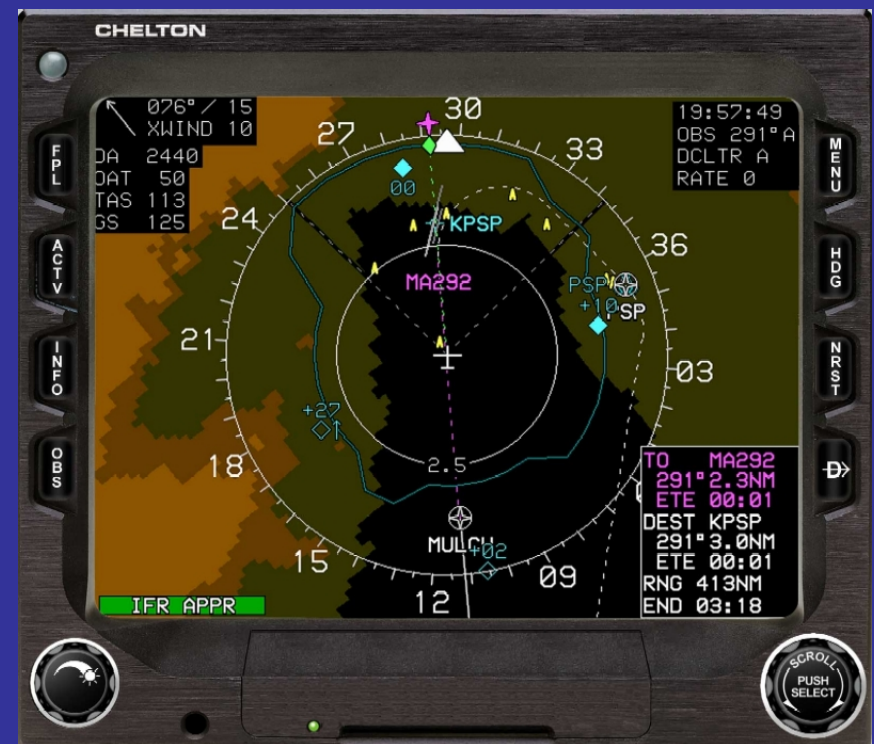 CHELTON
076° / 15
XWIND 10
DA 2440
OAT 50
TAS 113
GS 125
19:57:49
OBS 291°A
DCLTR A
RATE 0
FPL
ACTV
INFO
OBS
MENU
HDG
NRST
D
30
27
33
24
36
21
03
18
15
12
09
00
KPSP
MA292
PSP
+10
PSP
+27
2.5
MULCH
+02
TO MA292
291°2.3NM
ETE 00:01
DEST KPSP
291°3.0NM
ETE 00:01
RNG 413NM
END 03:18
IFR APPR
SCROLL
PUSH
SELECT